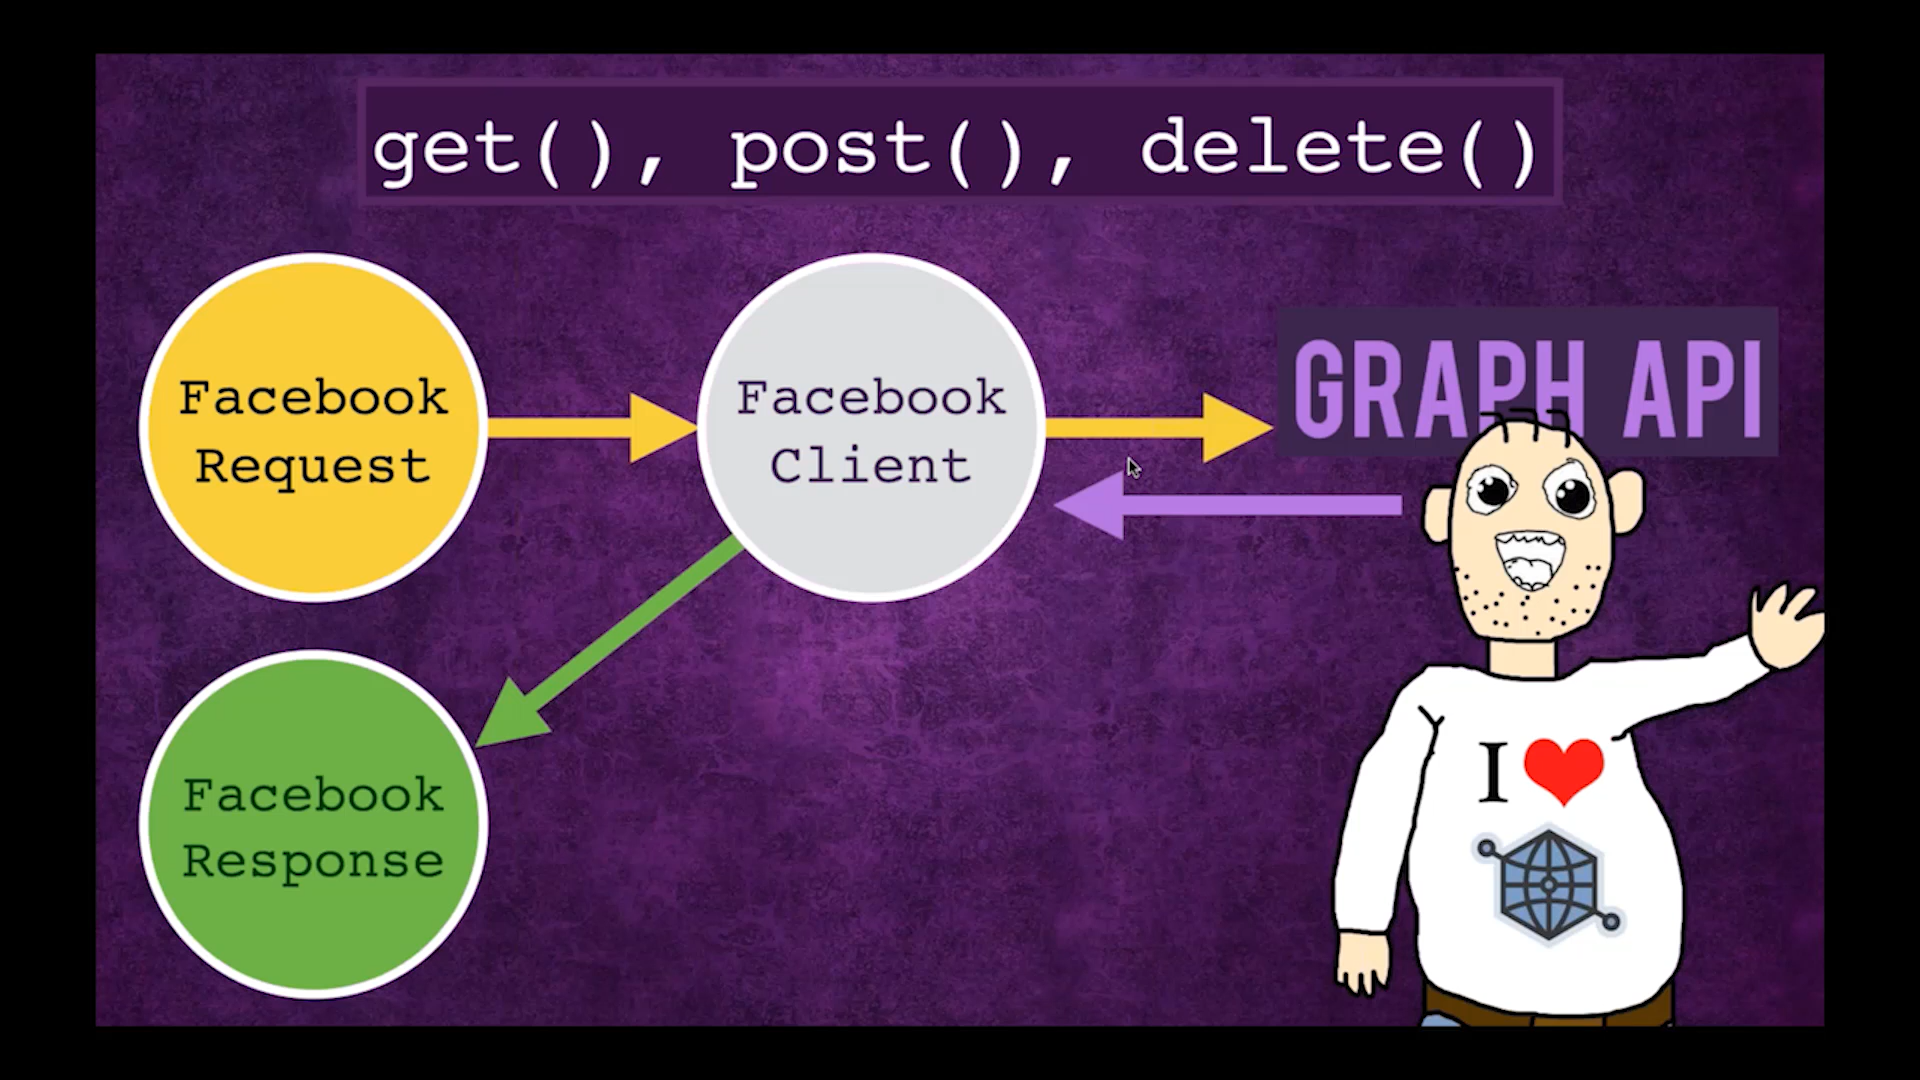 get(), post(), delete()
Facebook
Request
Facebook
Client
GRAPH API
Facebook
Response
I